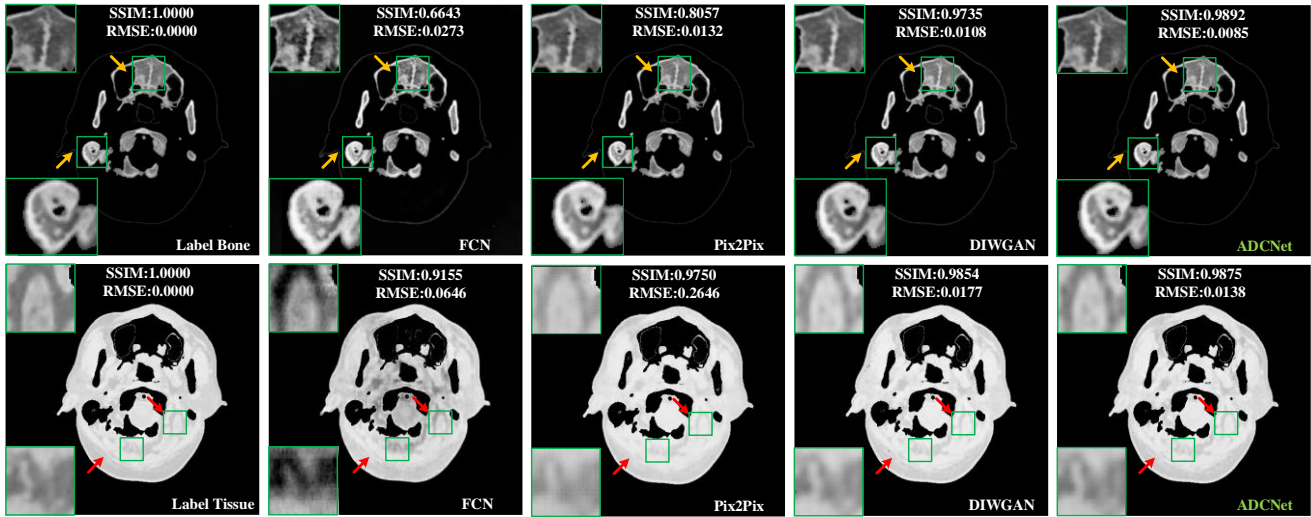 SSIM:1.0000
RMSE:0.0000
Label Bone
SSIM:0.6643
RMSE:0.0273
FCN
SSIM:0.8057
RMSE:0.0132
Pix2Pix
SSIM:0.9735
RMSE:0.0108
DIWGAN
SSIM:0.9892
RMSE:0.0085
ADCNet
SSIM:1.0000
RMSE:0.0000
Label Tissue
SSIM:0.9155
RMSE:0.0646
FCN
SSIM:0.9750
RMSE:0.2646
Pix2Pix
SSIM:0.9854
RMSE:0.0177
DIWGAN
SSIM:0.9875
RMSE:0.0138
ADCNet